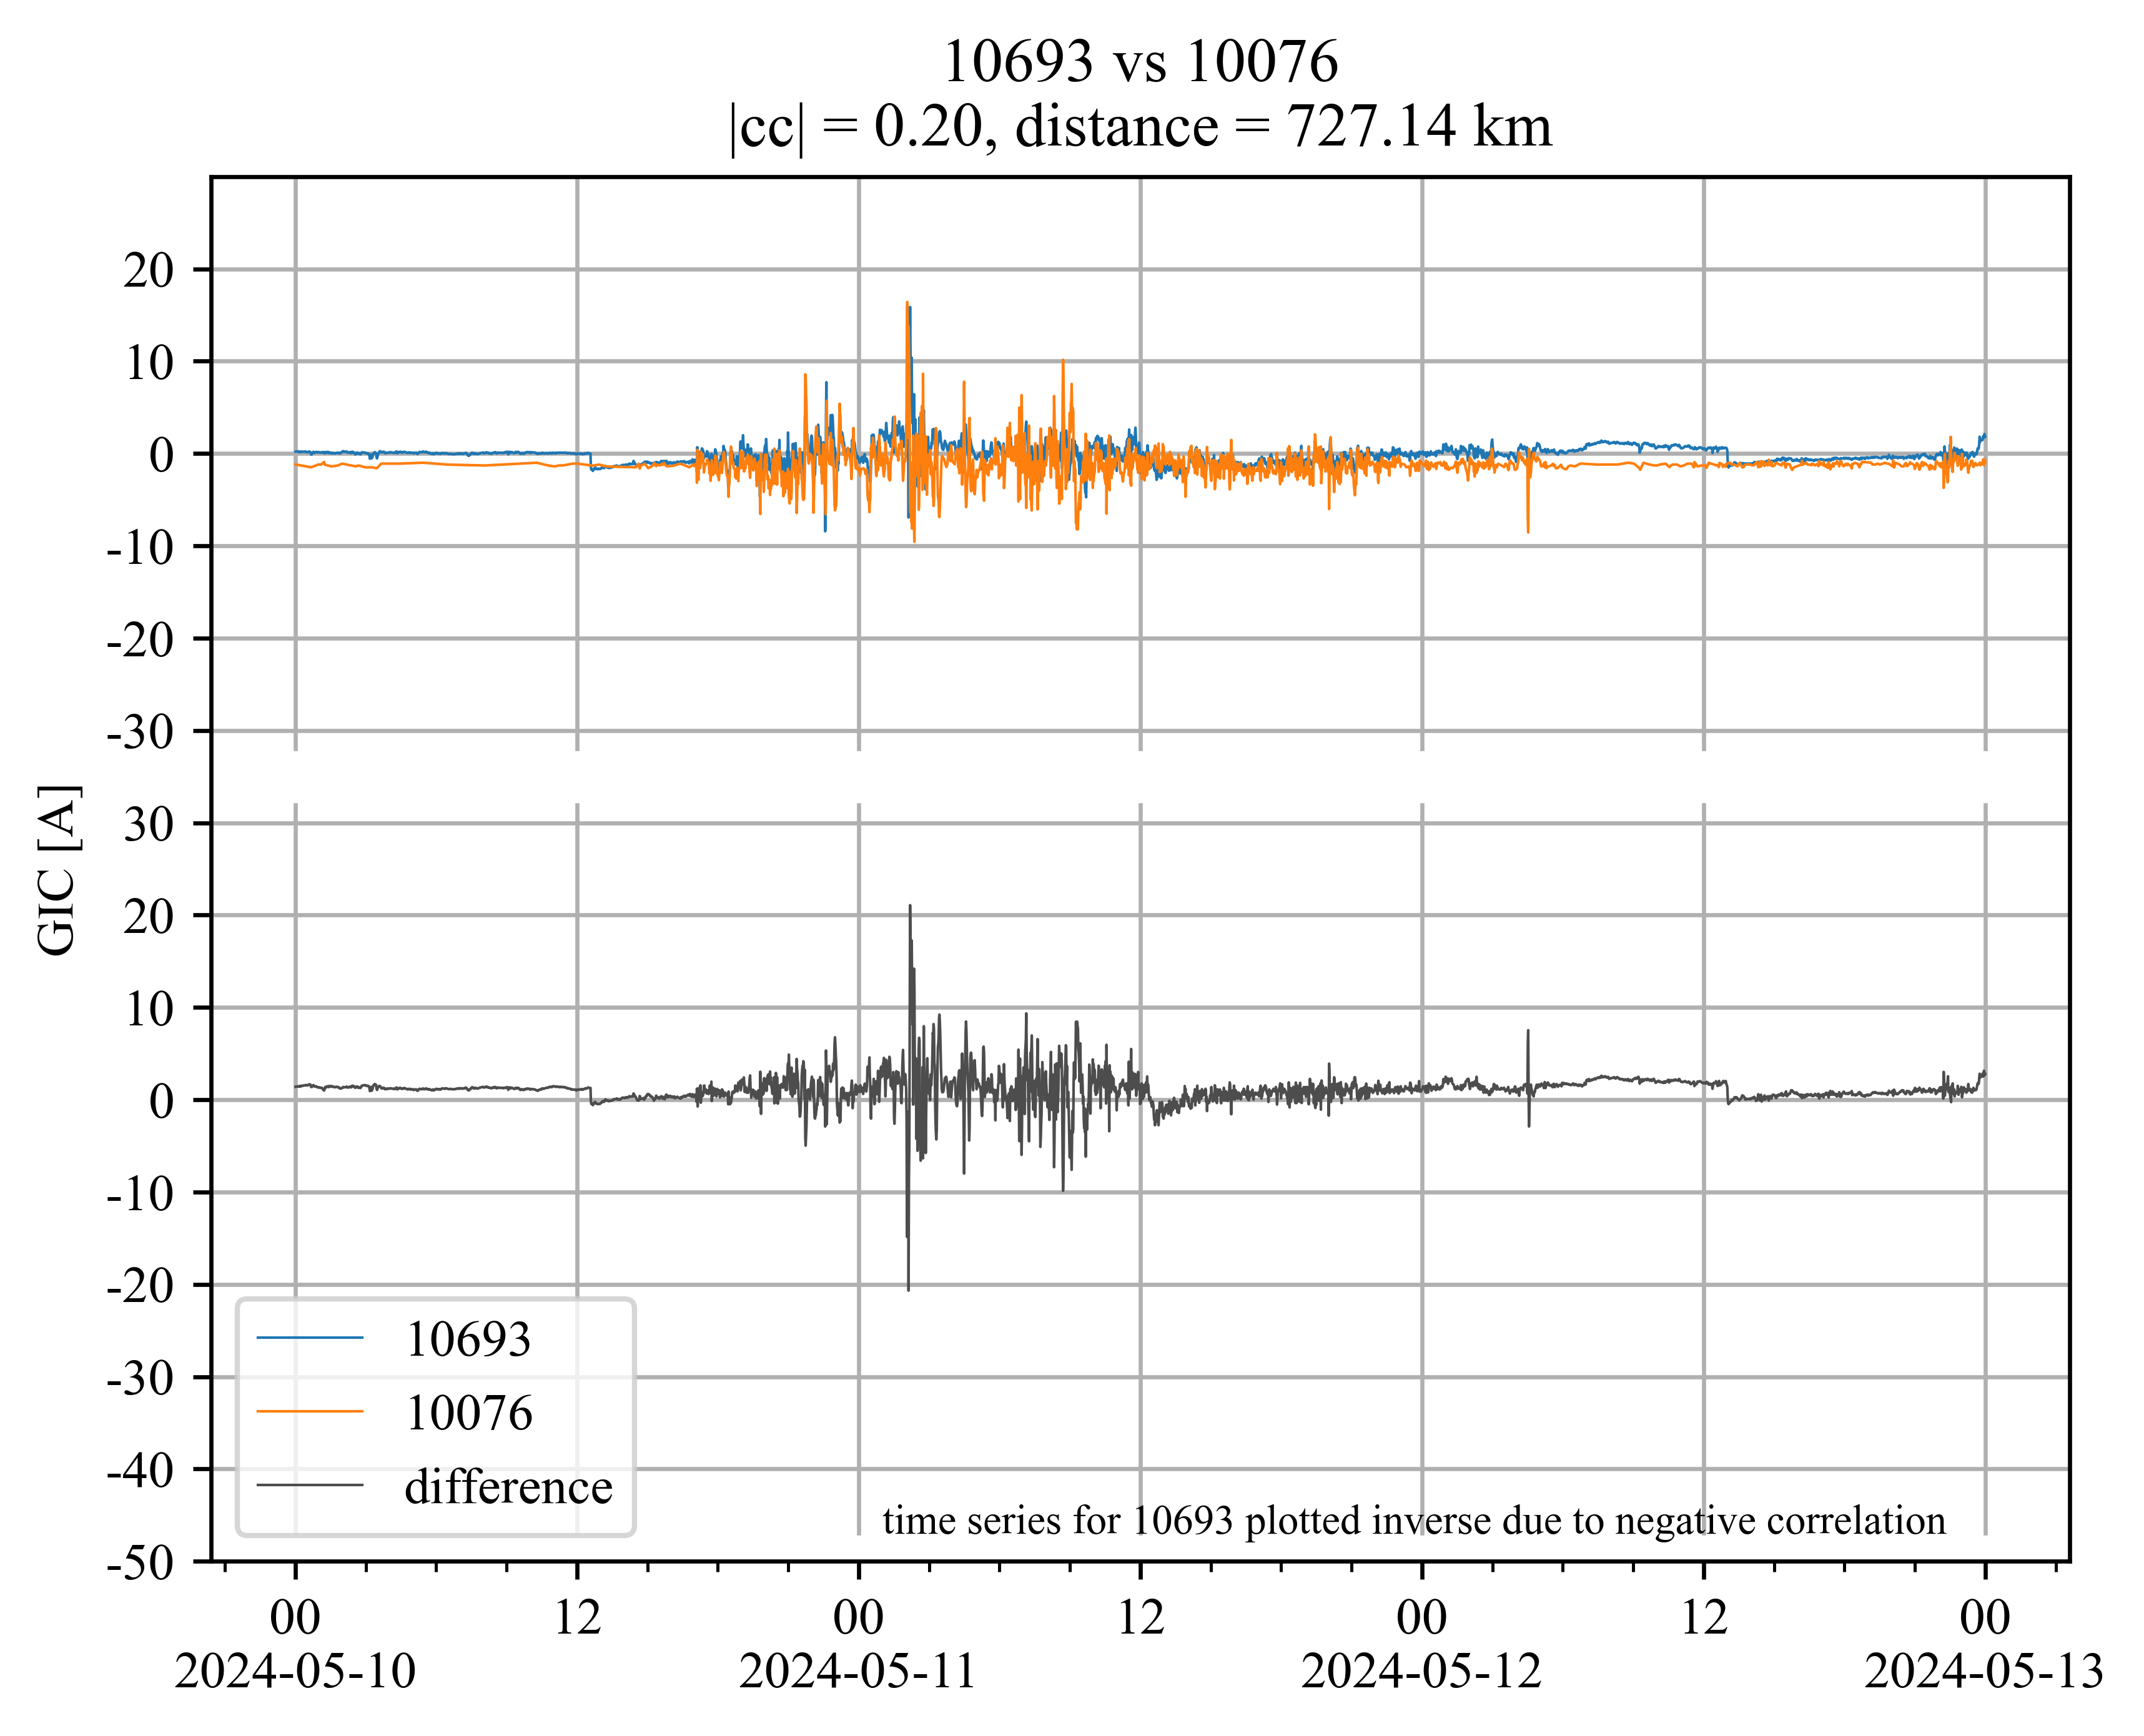 10693 vs 10076
|cc| = 0.20, distance = 727.14 km
GIC [A]
20
10
0
-10
-20
-30
30
20
10
0
-10
-20
-30
-40
-50
10693
10076
difference
time series for 10693 plotted inverse due to negative correlation
00 12 00 12 00 12 00
2024-05-10 2024-05-11 2024-05-12 2024-05-13